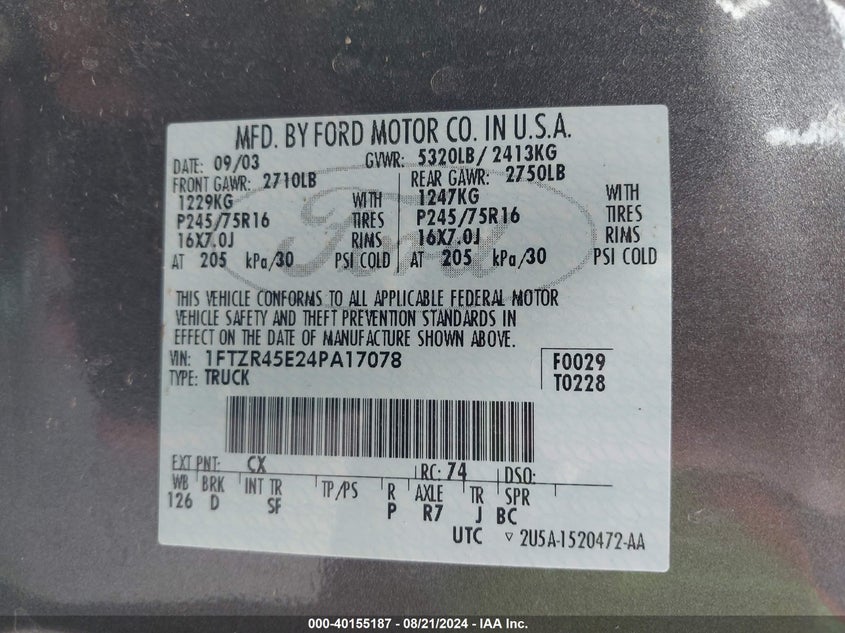 MFD. BY FORD MOTOR CO. IN U.S.A.
DATE: 09/03 GVWR: 5320LB/ 2413KG
FRONT GAWR: 2710LB REAR GAWR: 2750LB
1229KG WITH 1247KG WITH
P245/75R16 TIRES P245/75R16 TIRES
16X7.0J RIMS 16X7.0J RIMS
AT 205 kPa/30 PSI COLD AT 205 kPa/30 PSI COLD
Ford
THIS VEHICLE CONFORMS TO ALL APPLICABLE FEDERAL MOTOR
VEHICLE SAFETY AND THEFT PREVENTION STANDARDS IN
EFFECT ON THE DATE OF MANUFACTURE SHOWN ABOVE.
VIN: 1FTZR45E24PA17078 F0029
TYPE: TRUCK T0228
EXT PNT: CX RC: 74 DSO:
WB BRK INT TR TP/PS R AXLE TR SPR
126 D SF P R7 J BC
UTC ▽ 2U5A-1520472-AA
000-40155187 - 08/21/2024 - IAA Inc.